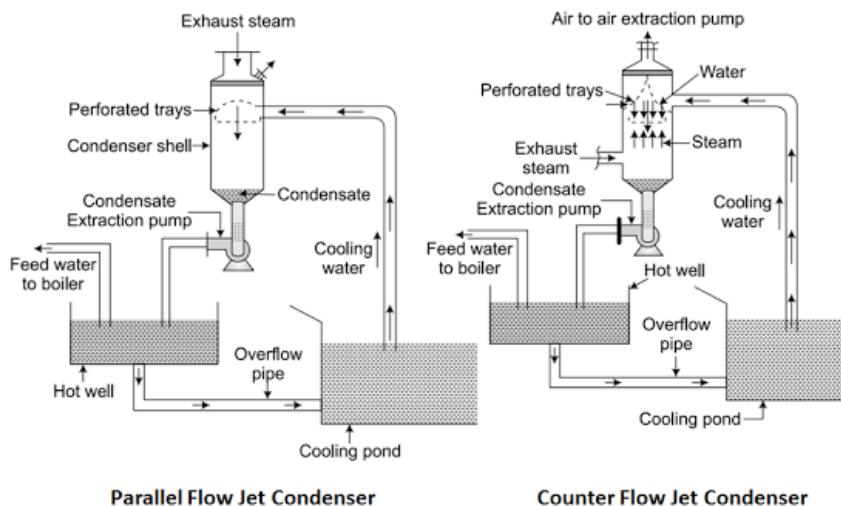 Exhaust steam
Perforated trays
Condenser shell
Condensate
Condensate
Extraction pump
Cooling
water
Feed water
to boiler
Hot well
Overflow
pipe
Cooling pond
Parallel Flow Jet Condenser
Air to air extraction pump
Water
Perforated trays
Steam
Exhaust
steam
Condensate
Extraction pump
Cooling
water
Feed water
to boiler
Hot well
Overflow
pipe
Cooling pond
Counter Flow Jet Condenser